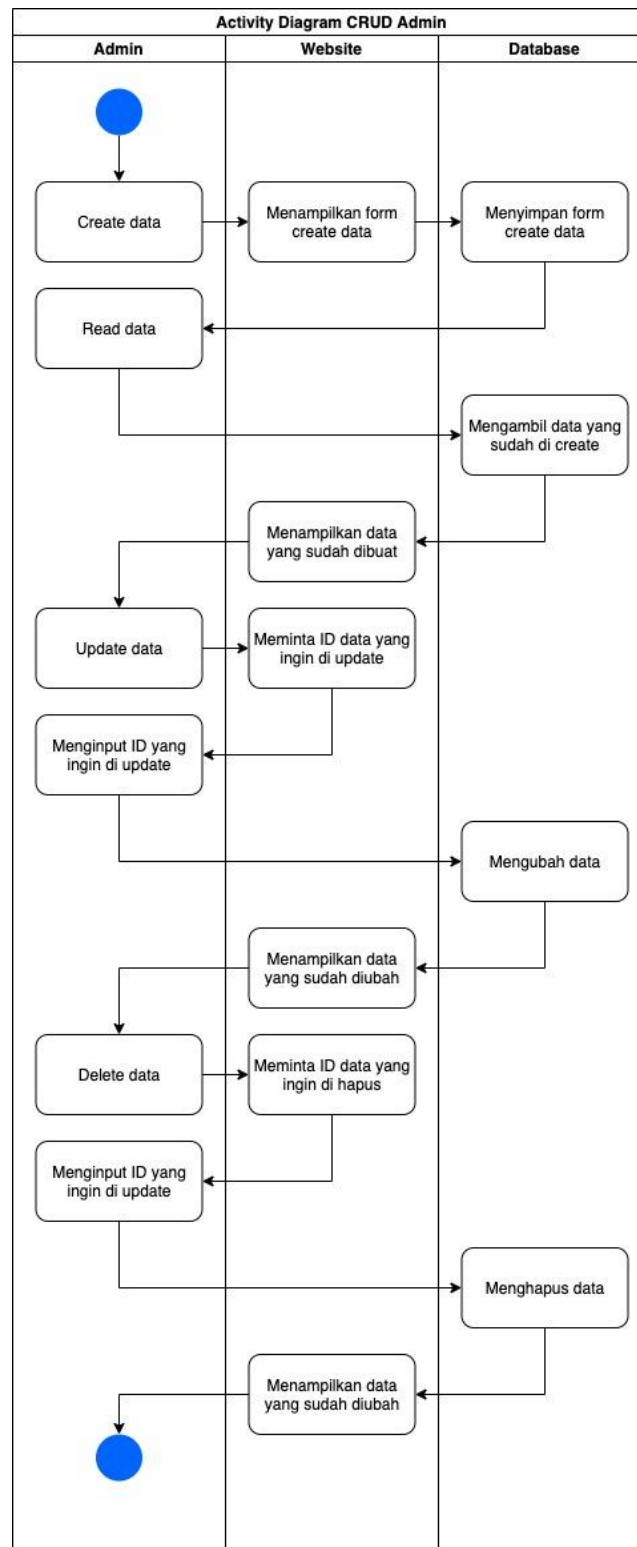 Activity Diagram CRUD Admin
Admin
Website
Database
Create data
Menampilkan form
create data
Menyimpan form
create data
Read data
Mengambil data yang
sudah di create
Menampilkan data
yang sudah dibuat
Update data
Meminta ID data yang
ingin di update
Menginput ID yang
ingin di update
Mengubah data
Menampilkan data
yang sudah diubah
Delete data
Meminta ID data yang
ingin di hapus
Menginput ID yang
ingin di update
Menghapus data
Menampilkan data
yang sudah diubah